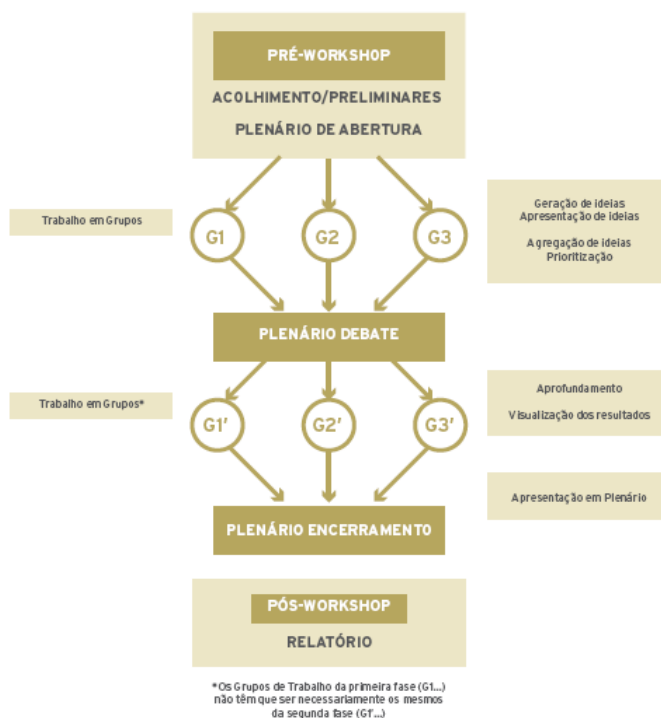 PRÉ-WORKSHOP
ACOLHIMENTO/PRELIMINARES
PLENÁRIO DE ABERTURA
Trabalho em Grupos
G1
G2
G3
Geração de ideias
Apresentação de ideias
Agregação de ideias
Prioritização
PLENÁRIO DEBATE
Trabalho em Grupos*
G1'
G2'
G3'
Aprofundamento
Visualização dos resultados
Apresentação em Plenário
PLENÁRIO ENCERRAMENTO
PÓS-WORKSHOP
RELATÓRIO
*Os Grupos de Trabalho da primeira fase (G1...)
não têm que ser necessariamente os mesmos
da segunda fase (G1'...)